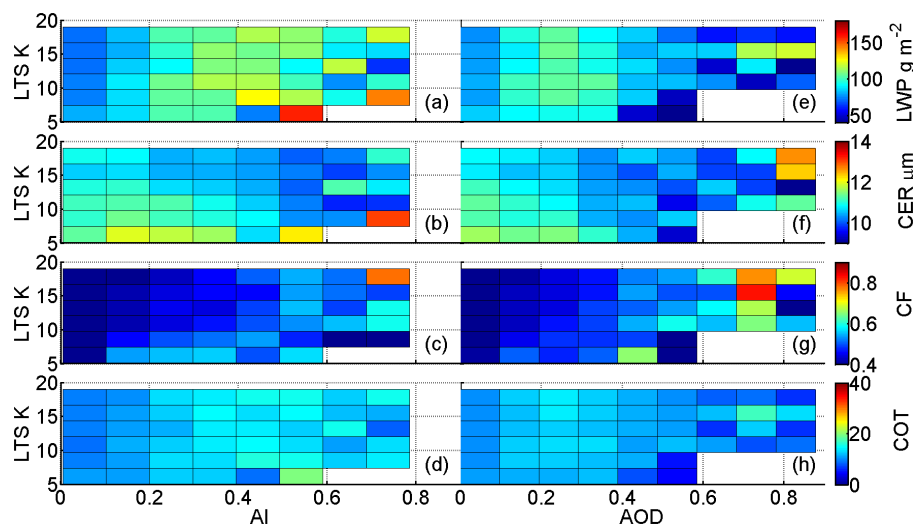 20
15
10
5
LTS K
(a)
(e)
150
100
50
LWP g m⁻²
20
15
10
5
LTS K
(b)
(f)
14
12
10
CER μm
20
15
10
5
LTS K
(c)
(g)
0.8
0.6
0.4
CF
20
15
10
5
LTS K
(d)
(h)
40
20
0
COT
0 0.2 0.4 0.6 0.8
AI
0 0.2 0.4 0.6 0.8
AOD